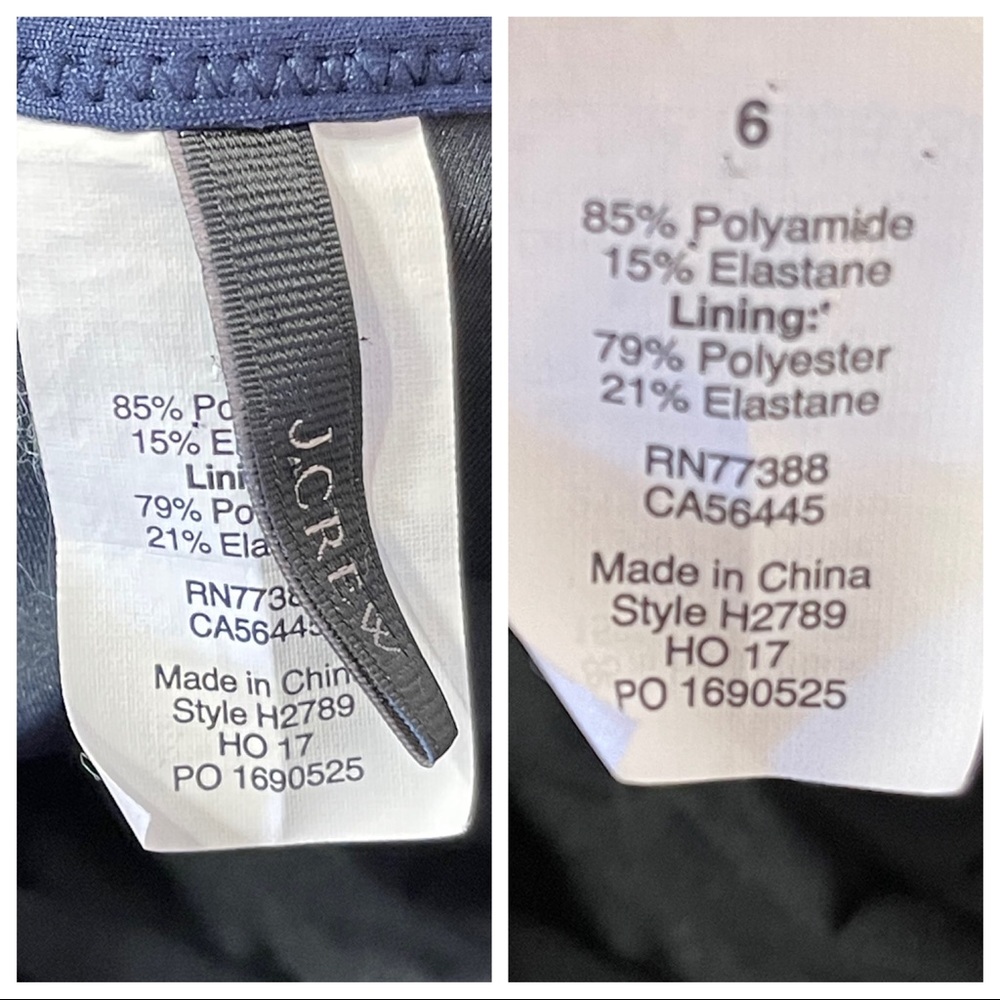 85% Po
15% E
Lini
79% Po
21% Ela
RN7738
CA56445
Made in Chin
Style H2789
HO 17
PO 1690525
J.CREW
6
85% Polyamide
15% Elastane
Lining:*
79% Polyester
21% Elastane
RN77388
CA56445
Made in China
Style H2789
HO 17
PO 1690525